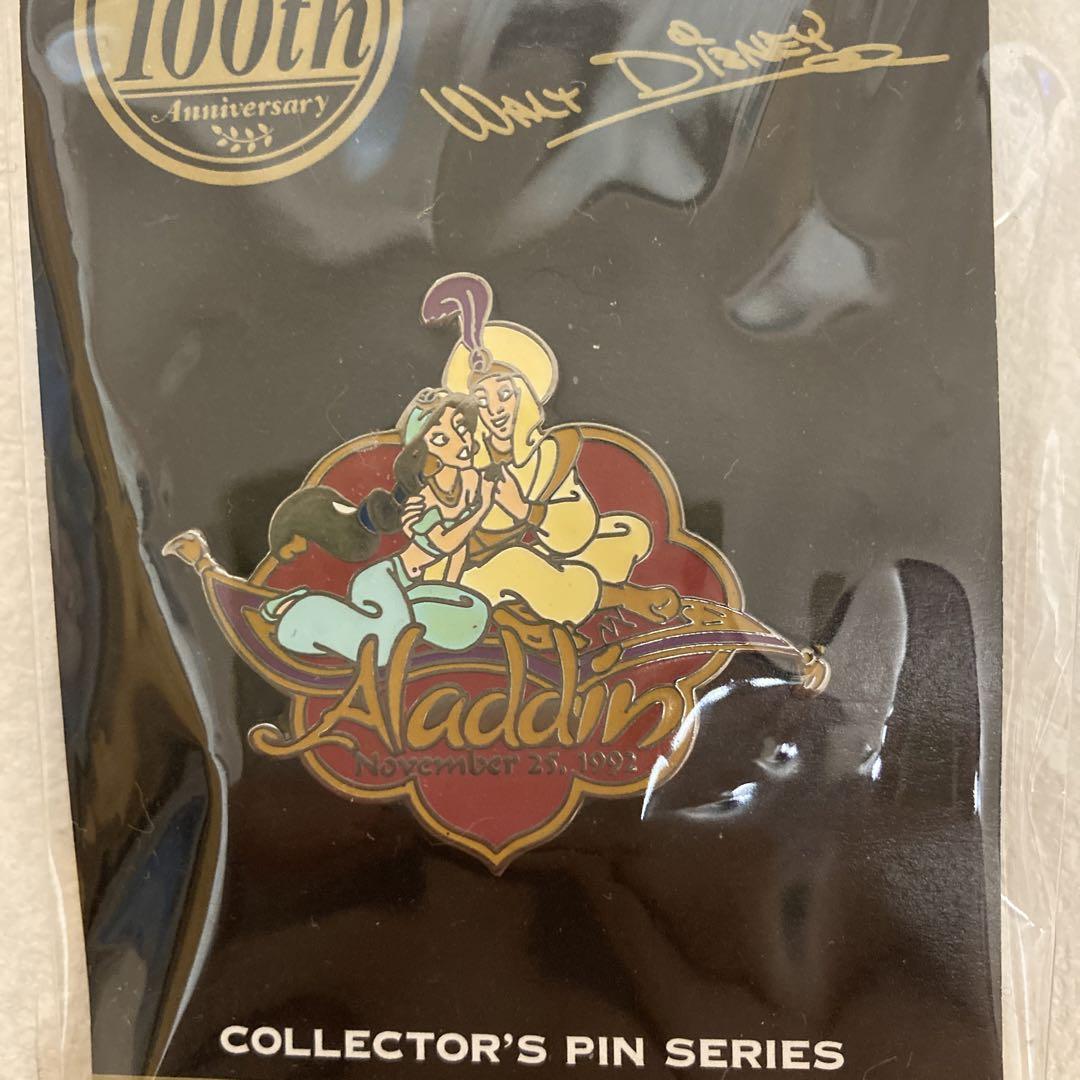 100th
Anniversary
WALT DISNEY
Aladdin
November 25, 1992
COLLECTOR'S PIN SERIES